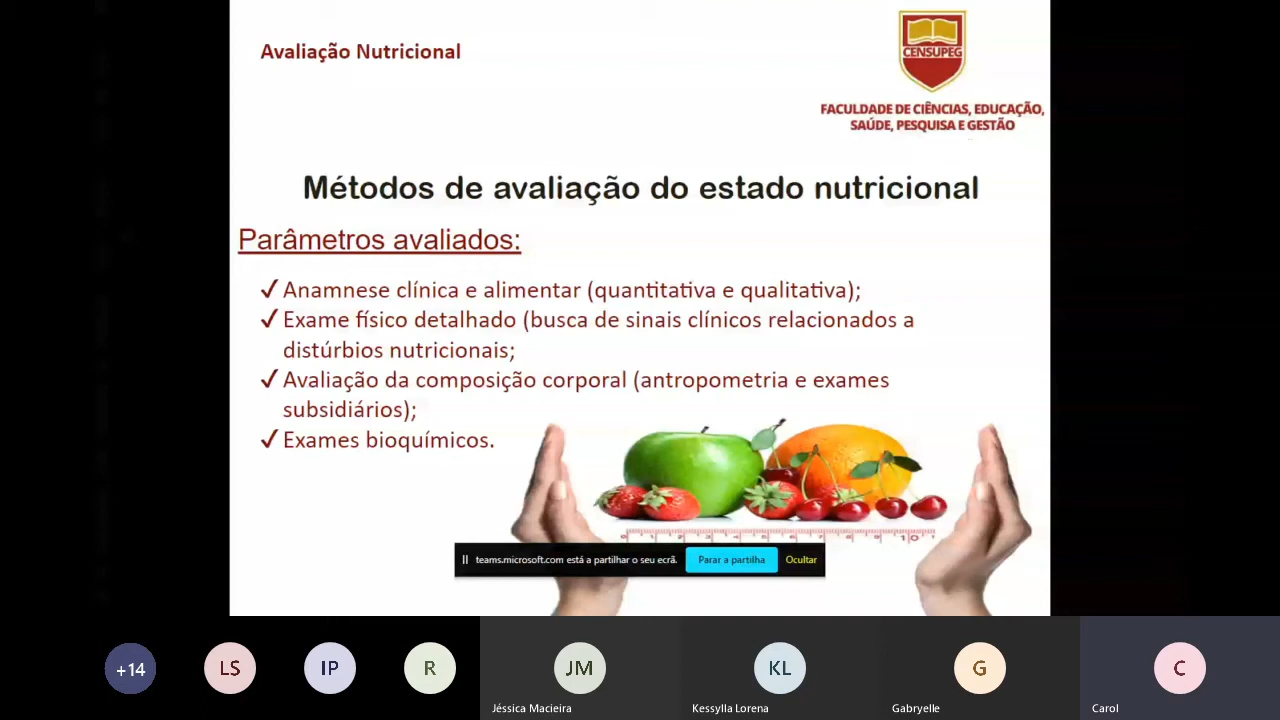 Avaliação Nutricional
CENSUPEG
FACULDADE DE CIÊNCIAS, EDUCAÇÃO,
SAÚDE, PESQUISA E GESTÃO
Métodos de avaliação do estado nutricional
Parâmetros avaliados:
✓Anamnese clínica e alimentar (quantitativa e qualitativa);
✓Exame físico detalhado (busca de sinais clínicos relacionados a
distúrbios nutricionais;
✓Avaliação da composição corporal (antropometria e exames
subsidiários);
✓Exames bioquímicos.
teams.microsoft.com está a partilhar o seu ecrã. Parar a partilha Ocultar
+14 LS IP R JM KL G C
Jéssica Macieira Kessylla Lorena Gabryelle Carol